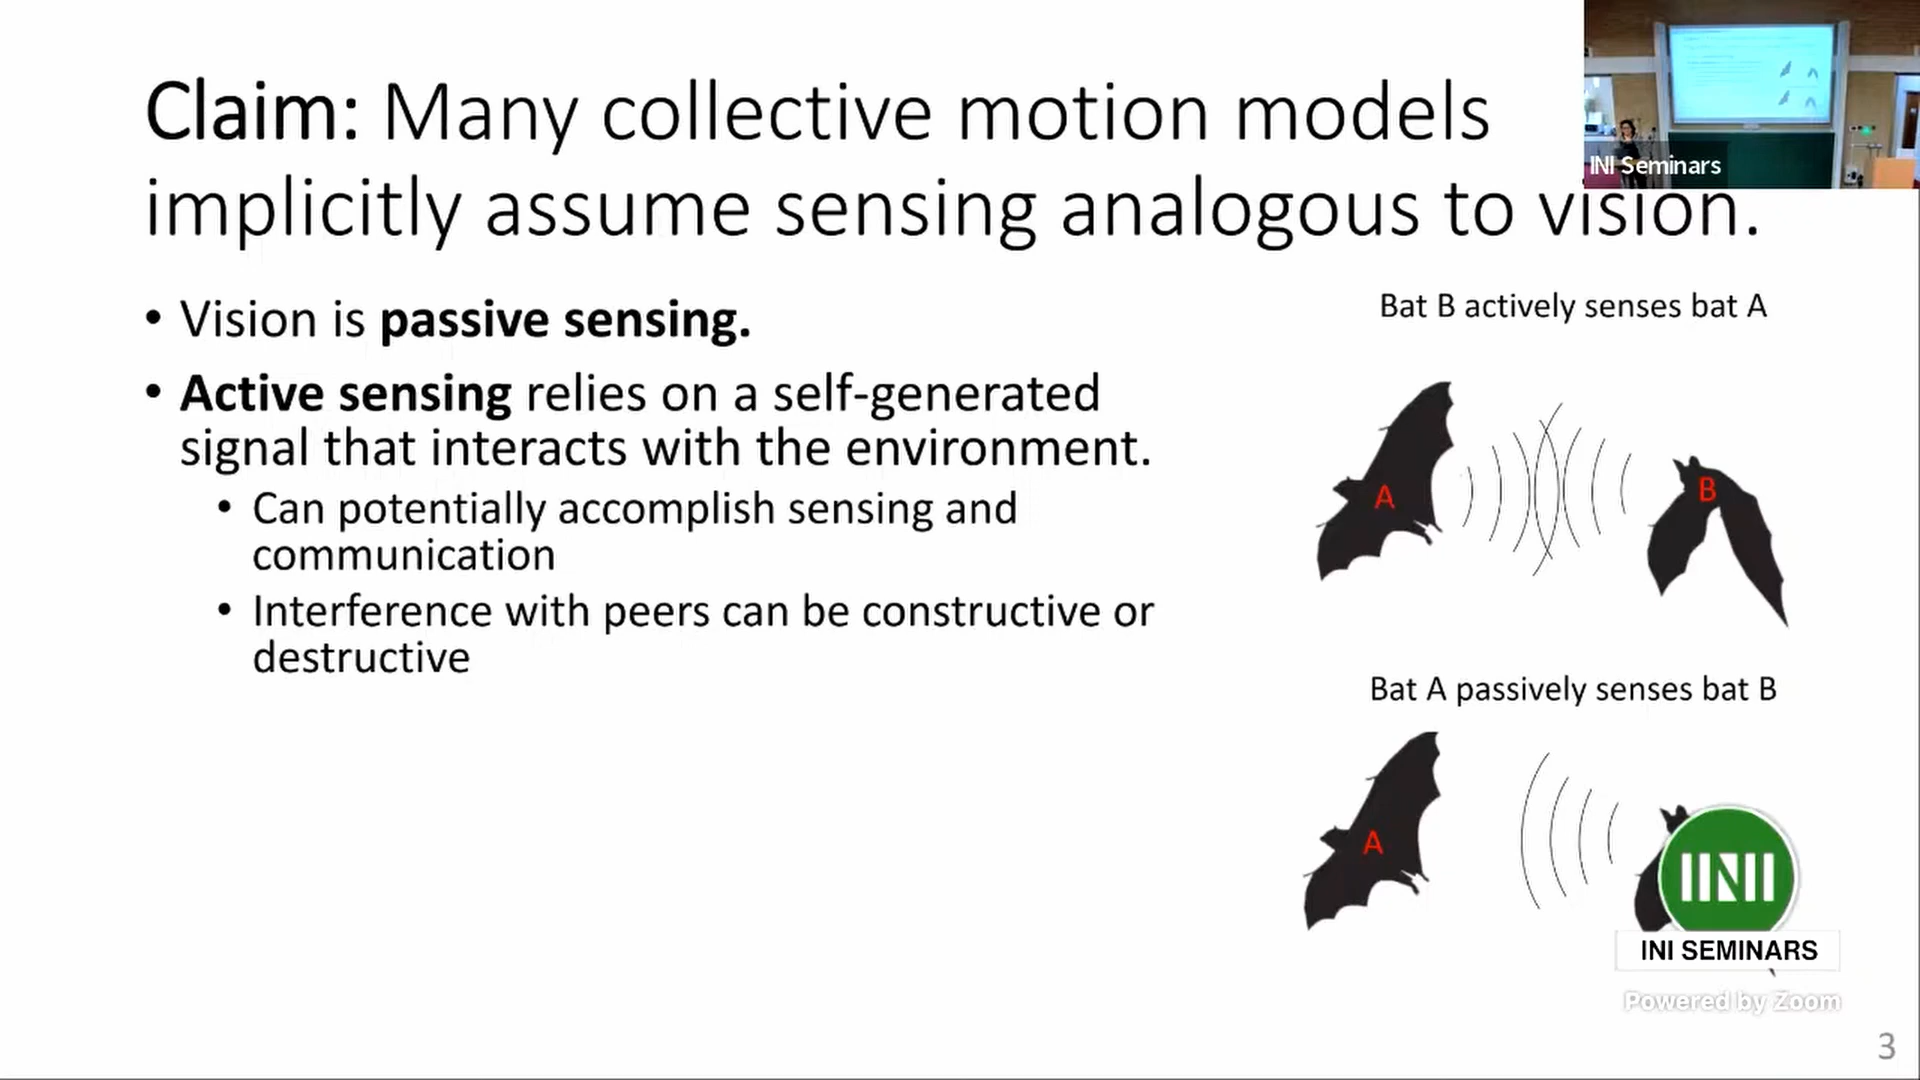 Claim: Many collective motion models
implicitly assume sensing analogous to vision.
INI Seminars
• Vision is passive sensing.
• Active sensing relies on a self-generated
signal that interacts with the environment.
• Can potentially accomplish sensing and
communication
• Interference with peers can be constructive or
destructive
Bat B actively senses bat A
A
B
Bat A passively senses bat B
A
INI
INI SEMINARS
Powered by Zoom
3